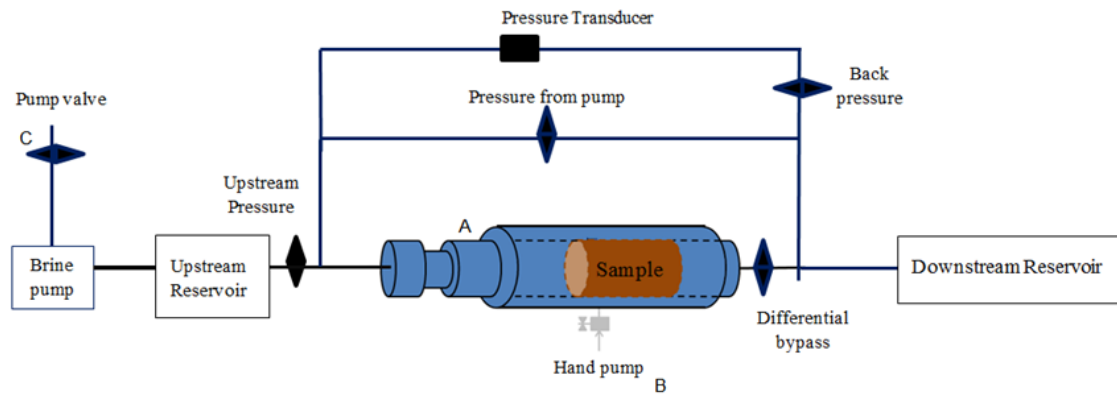 Pressure Transducer
Pump valve
C
Pressure from pump
Back
pressure
Upstream
Pressure
A
Brine
pump
Upstream
Reservoir
Sample
Downstream Reservoir
Differential
bypass
Hand pump
B